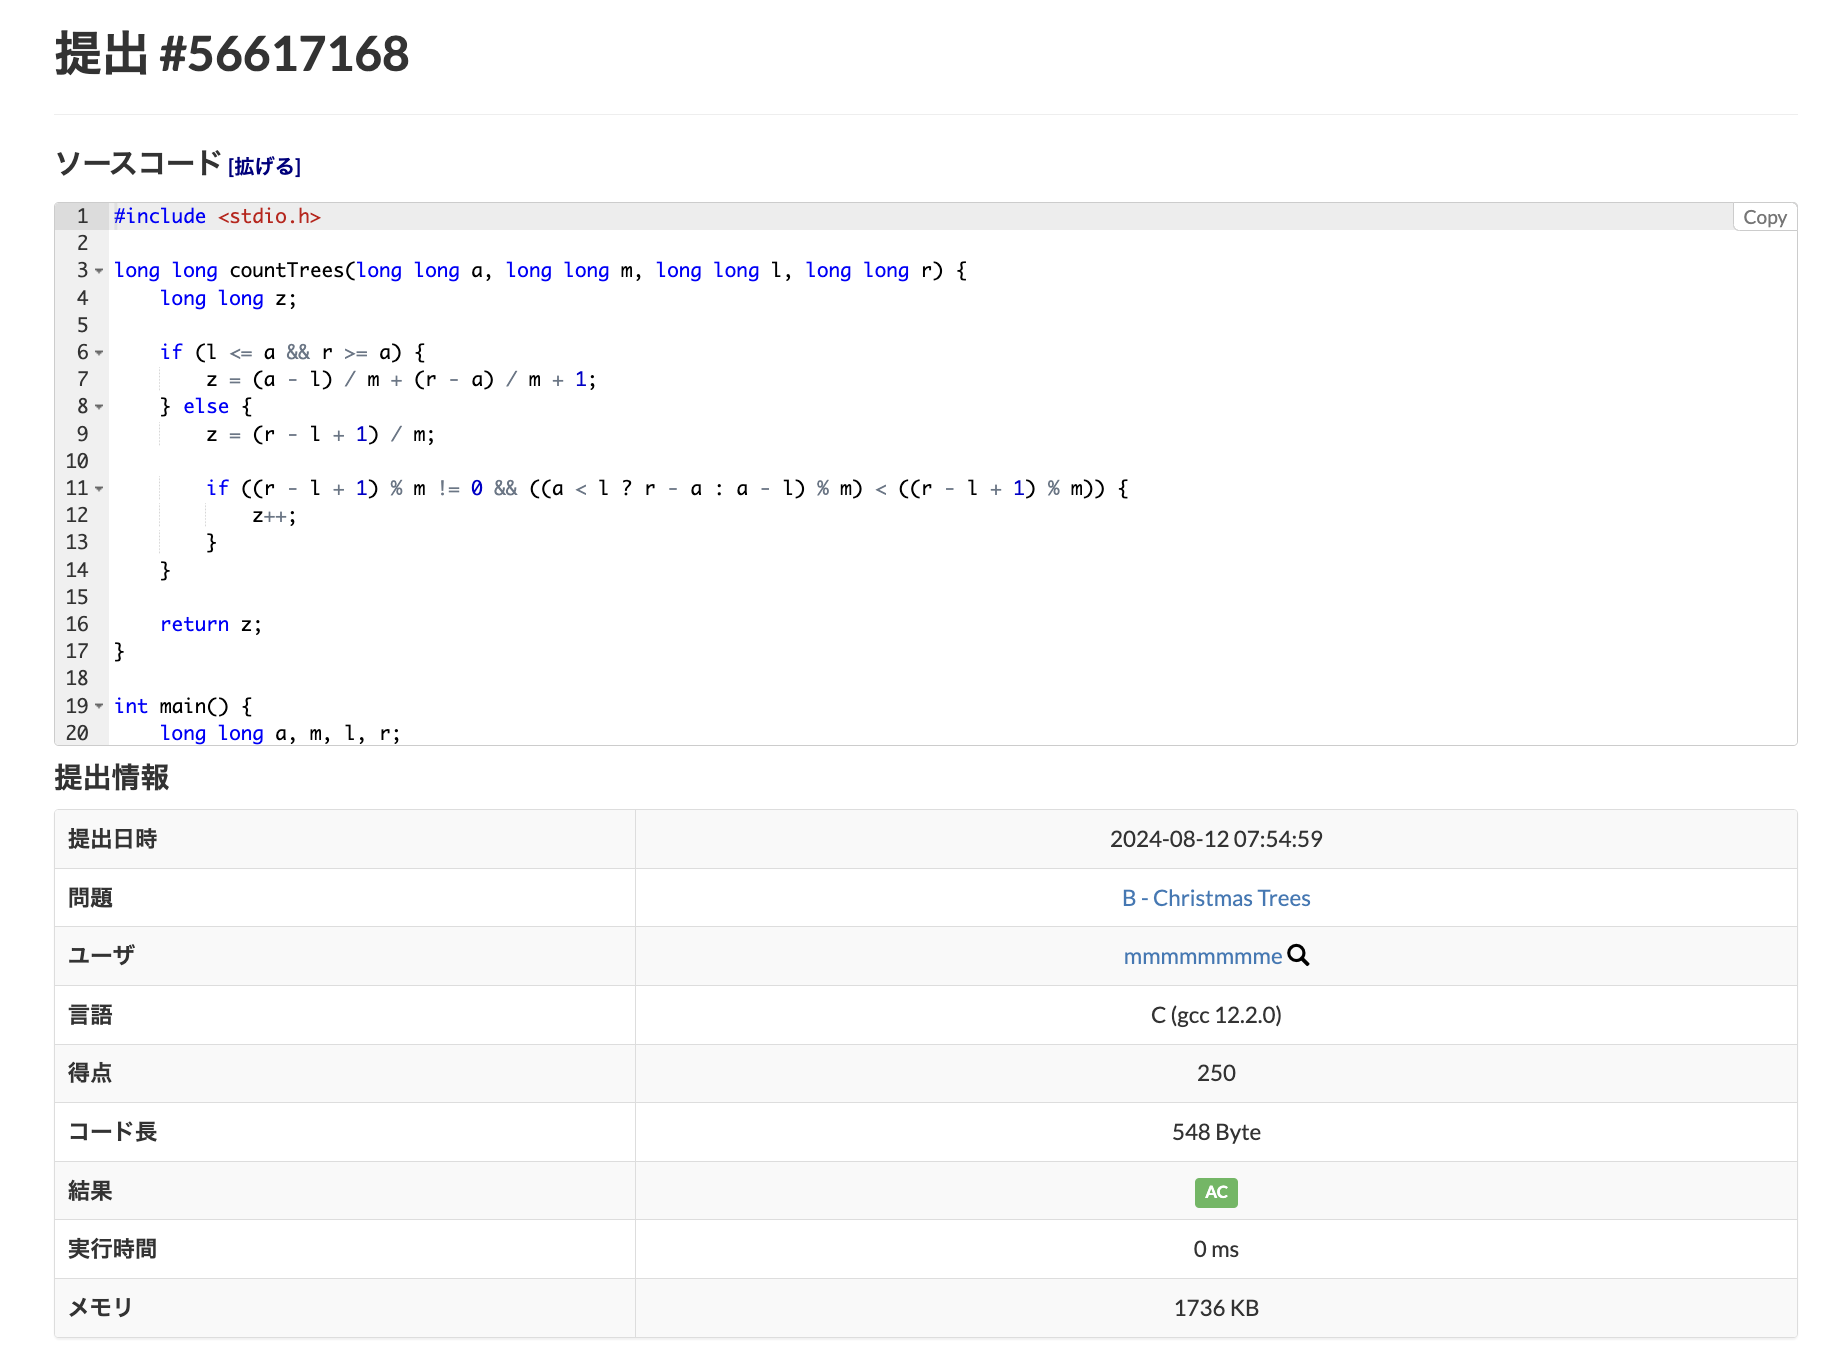 提出 #56617168
ソースコード [拡げる]
Copy
1 #include <stdio.h>
2
3 long long countTrees(long long a, long long m, long long l, long long r) {
4     long long z;
5
6     if (l <= a && r >= a) {
7         z = (a - l) / m + (r - a) / m + 1;
8     } else {
9         z = (r - l + 1) / m;
10
11         if ((r - l + 1) % m != 0 && ((a < l ? r - a : a - l) % m) < ((r - l + 1) % m)) {
12             z++;
13         }
14     }
15
16     return z;
17 }
18
19 int main() {
20     long long a, m, l, r;
提出情報
提出日時 2024-08-12 07:54:59
問題 B - Christmas Trees
ユーザ mmmmmmmme
言語 C (gcc 12.2.0)
得点 250
コード長 548 Byte
結果 AC
実行時間 0 ms
メモリ 1736 KB